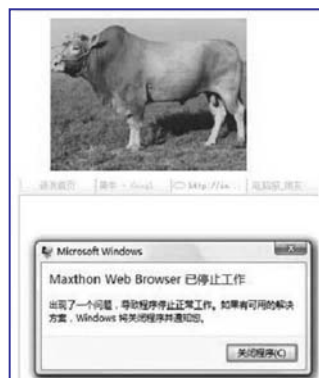 Microsoft Windows
Maxthon Web Browser 已停止工作
出现了一个问题，导致程序停止正常工作。如果有可用的解决
方案，Windows 将关闭程序并通知您。
关闭程序(C)